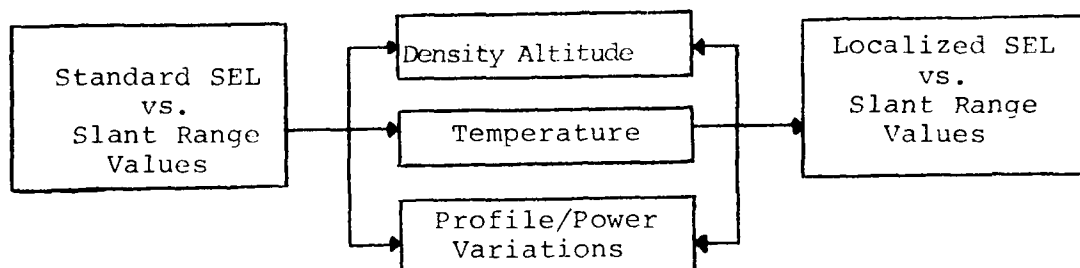 Standard SEL
vs.
Slant Range
Values
Density Altitude
Temperature
Profile/Power
Variations
Localized SEL
vs.
Slant Range
Values